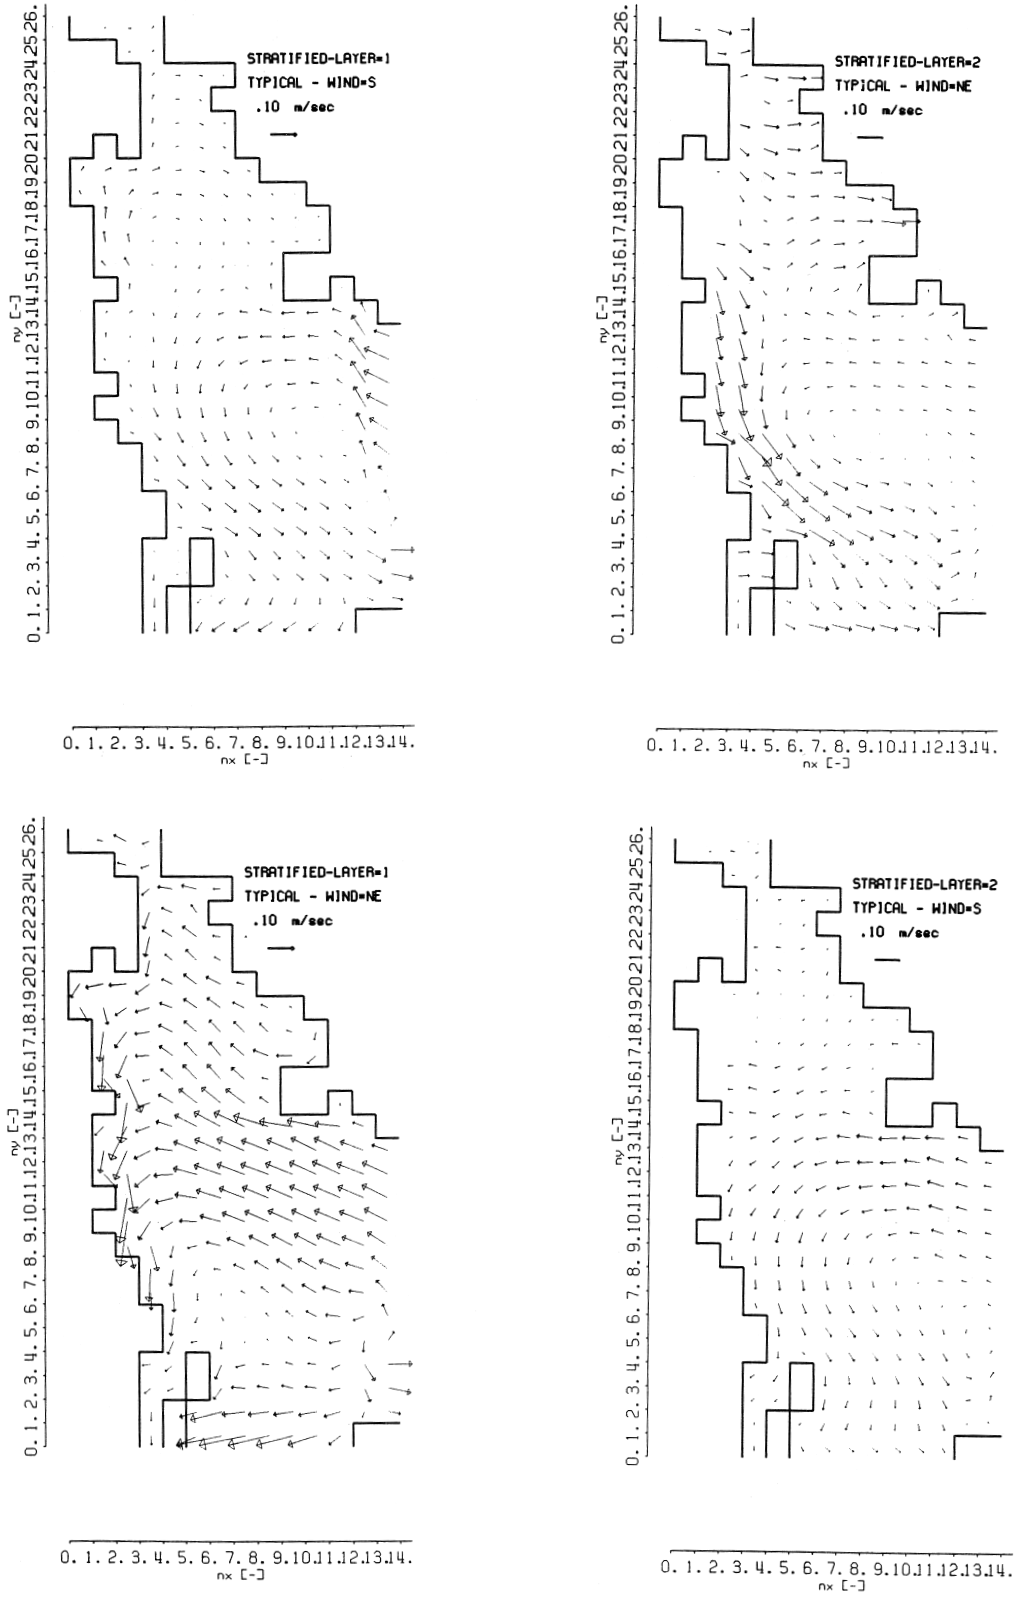 STRATIFIED-LAYER=1
TYPICAL - WIND=S
.10 m/sec
ny [-]
0. 1. 2. 3. 4. 5. 6. 7. 8. 9.10.11.12.13.14.15.16.17.18.19.20 21 22 23 24 25 26.
0. 1. 2. 3. 4. 5. 6. 7. 8. 9.10.11.12.13.14.
nx [-]
STRATIFIED-LAYER=2
TYPICAL - WIND=NE
.10 m/sec
ny [-]
0. 1. 2. 3. 4. 5. 6. 7. 8. 9.10.11.12.13.14.15.16.17.18.19.20 21 22 23 24 25 26.
0. 1. 2. 3. 4. 5. 6. 7. 8. 9.10.11.12.13.14.
nx [-]
STRATIFIED-LAYER=1
TYPICAL - WIND=NE
.10 m/sec
ny [-]
0. 1. 2. 3. 4. 5. 6. 7. 8. 9.10.11.12.13.14.15.16.17.18.19.20 21 22 23 24 25 26.
0. 1. 2. 3. 4. 5. 6. 7. 8. 9.10.11.12.13.14.
nx [-]
STRATIFIED-LAYER=2
TYPICAL - WIND=S
.10 m/sec
ny [-]
0. 1. 2. 3. 4. 5. 6. 7. 8. 9.10.11.12.13.14.15.16.17.18.19.20 21 22 23 24 25 26.
0. 1. 2. 3. 4. 5. 6. 7. 8. 9.10.11.12.13.14.
nx [-]